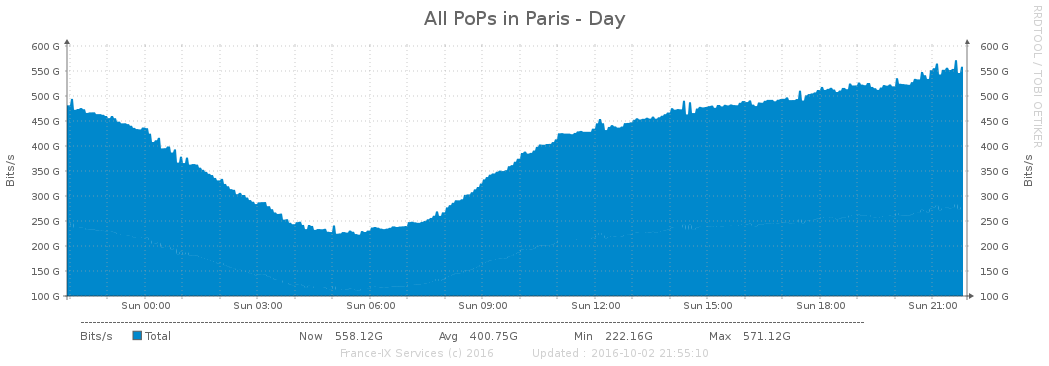 All PoPs in Paris - Day
RRDTOOL / TOBI OETIKER
Bits/s
600 G
550 G
500 G
450 G
400 G
350 G
300 G
250 G
200 G
150 G
100 G
600 G
550 G
500 G
450 G
400 G
350 G
300 G
250 G
200 G
150 G
100 G
Bits/s
Sun 00:00 Sun 03:00 Sun 06:00 Sun 09:00 Sun 12:00 Sun 15:00 Sun 18:00 Sun 21:00
Bits/s Total Now 558.12G Avg 400.75G Min 222.16G Max 571.12G
France-IX Services (c) 2016 Updated : 2016-10-02 21:55:10